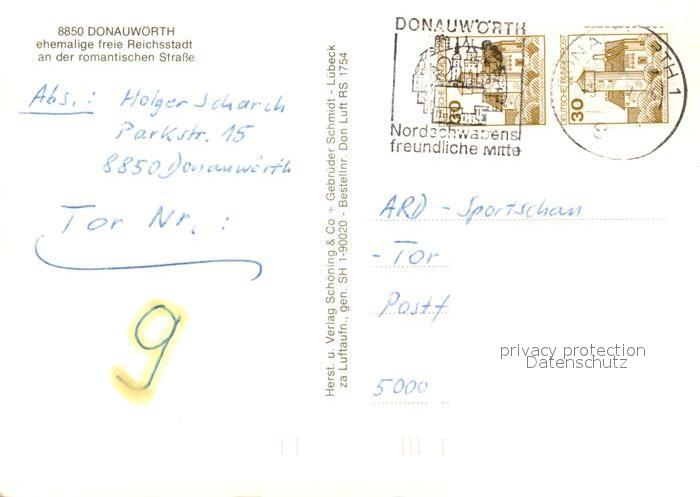 8850 DONAUWÖRTH
ehemalige freie Reichsstadt
an der romantischen Straße
Abs.: Holger Scharch
Parkstr. 15
8850 Donauwörth
Tor Nr.:
9
Herst. u. Verlag Schöning & Co + Gebrüder Schmidt - Lübeck
za Luftaufn., gen. SH 1-90020 - Bestellnr. Don Luft RS 1754
DONAUWÖRTH
Nordschwabens
freundliche Mitte
30
DEUTSCHE BUNDESPOST
30
ARD - Sportschau
- Tor
Postf
5000
privacy protection
Datenschutz